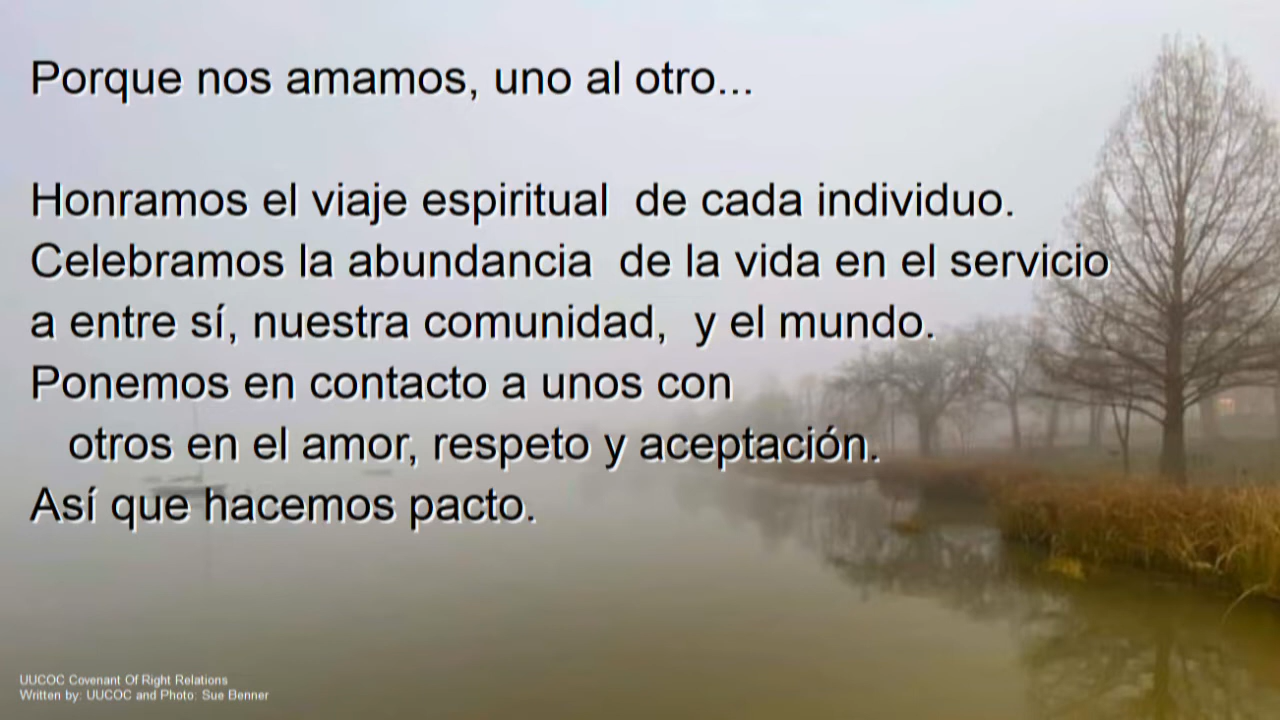 Porque nos amamos, uno al otro...
Honramos el viaje espiritual  de cada individuo.
Celebramos la abundancia  de la vida en el servicio
a entre sí, nuestra comunidad,  y el mundo.
Ponemos en contacto a unos con
otros en el amor, respeto y aceptación.
Así que hacemos pacto.
UUCOC Covenant Of Right Relations
Written by: UUCOC and Photo: Sue Benner